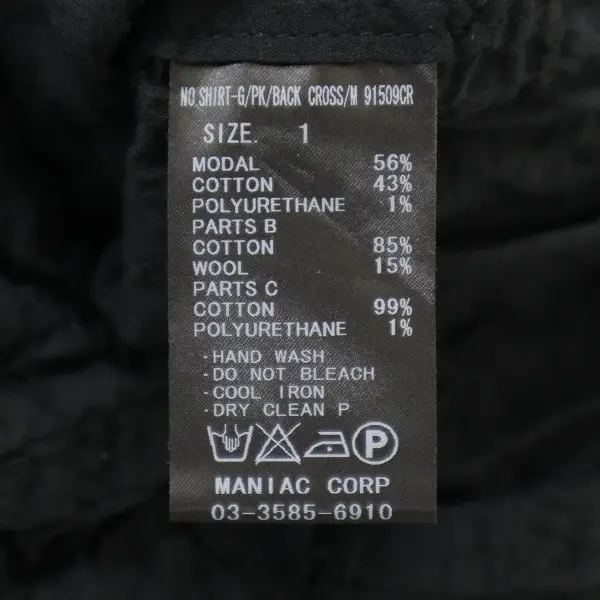 NO SHIRT-G/PK/BACK CROSS/M 91509CR
SIZE. 1
MODAL 56%
COTTON 43%
POLYURETHANE 1%
PARTS B
COTTON 85%
WOOL 15%
PARTS C
COTTON 99%
POLYURETHANE 1%
·HAND WASH
·DO NOT BLEACH
·COOL IRON
·DRY CLEAN P
P
MANIAC CORP
03-3585-6910